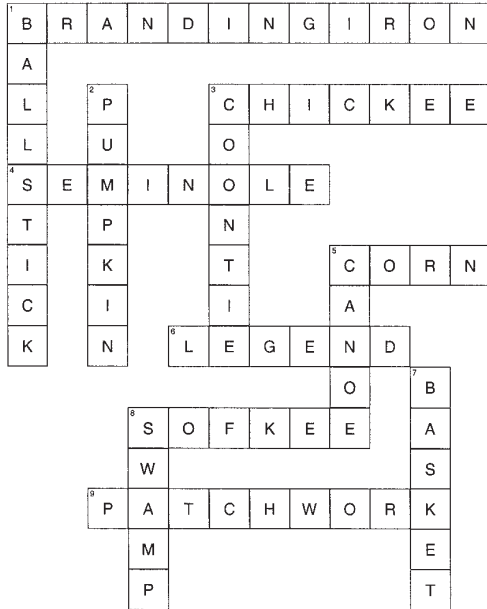 1 B R A N D I N G I R O N
A
L 2 P 3 C H I C K E E
L U O
4 S E M I N O L E
T P N
I K T 5 C O R N
C I I A
K N 6 L E G E N D
O 7 B
8 S O F K E E A
W S
9 P A T C H W O R K
M E
P T